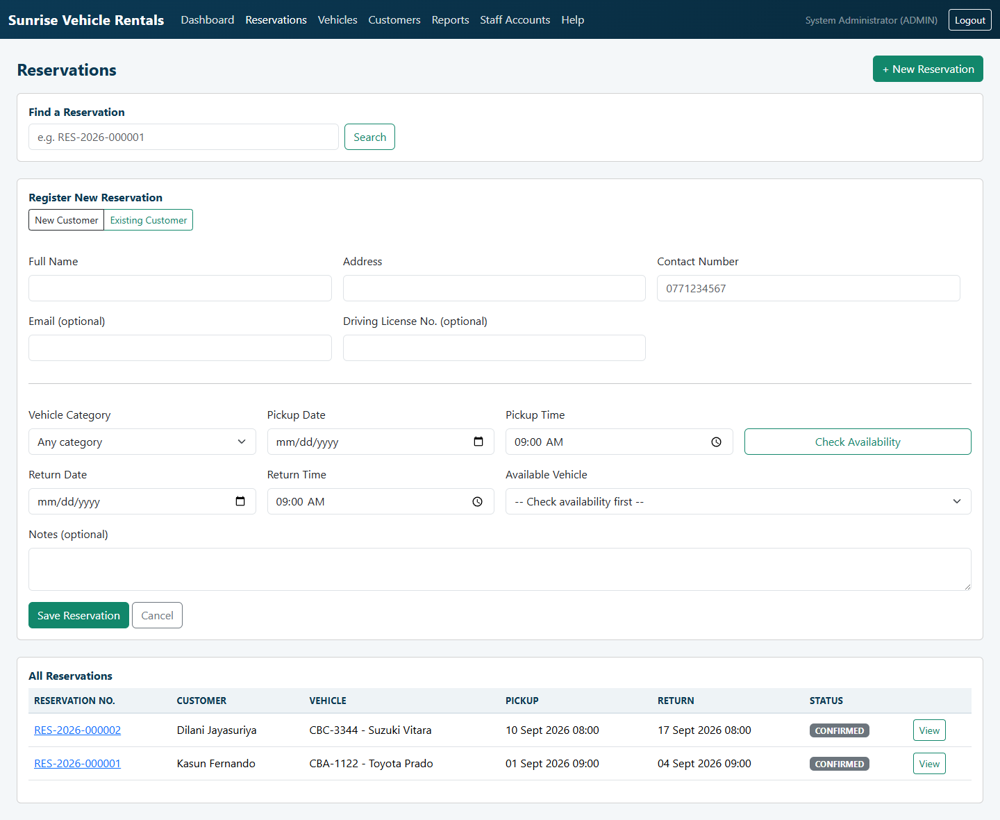 Sunrise Vehicle Rentals Dashboard Reservations Vehicles Customers Reports Staff Accounts Help System Administrator (ADMIN) Logout
Reservations + New Reservation
Find a Reservation
e.g. RES-2026-000001 Search
Register New Reservation
New Customer Existing Customer
Full Name Address Contact Number
0771234567
Email (optional) Driving License No. (optional)
Vehicle Category Pickup Date Pickup Time
Any category mm/dd/yyyy 09:00 AM Check Availability
Return Date Return Time Available Vehicle
mm/dd/yyyy 09:00 AM -- Check availability first --
Notes (optional)
Save Reservation Cancel
All Reservations
RESERVATION NO. CUSTOMER VEHICLE PICKUP RETURN STATUS
RES-2026-000002 Dilani Jayasuriya CBC-3344 - Suzuki Vitara 10 Sept 2026 08:00 17 Sept 2026 08:00 CONFIRMED View
RES-2026-000001 Kasun Fernando CBA-1122 - Toyota Prado 01 Sept 2026 09:00 04 Sept 2026 09:00 CONFIRMED View